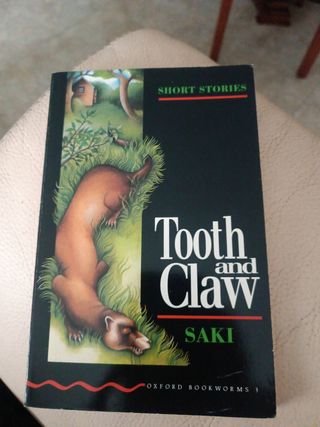 SHORT STORIES
Tooth
and
Claw
SAKI
OXFORD BOOKWORMS 3